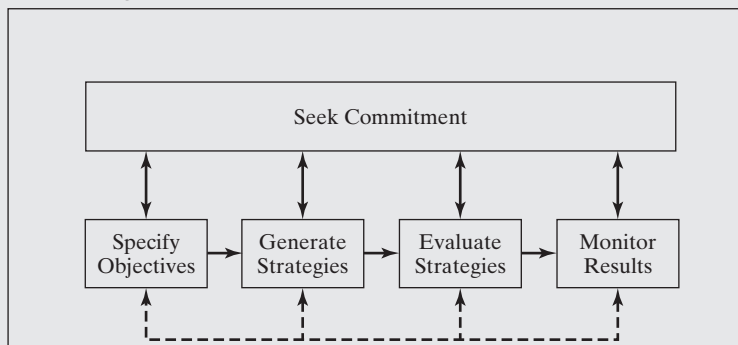 Seek Commitment
Specify
Objectives
Generate
Strategies
Evaluate
Strategies
Monitor
Results